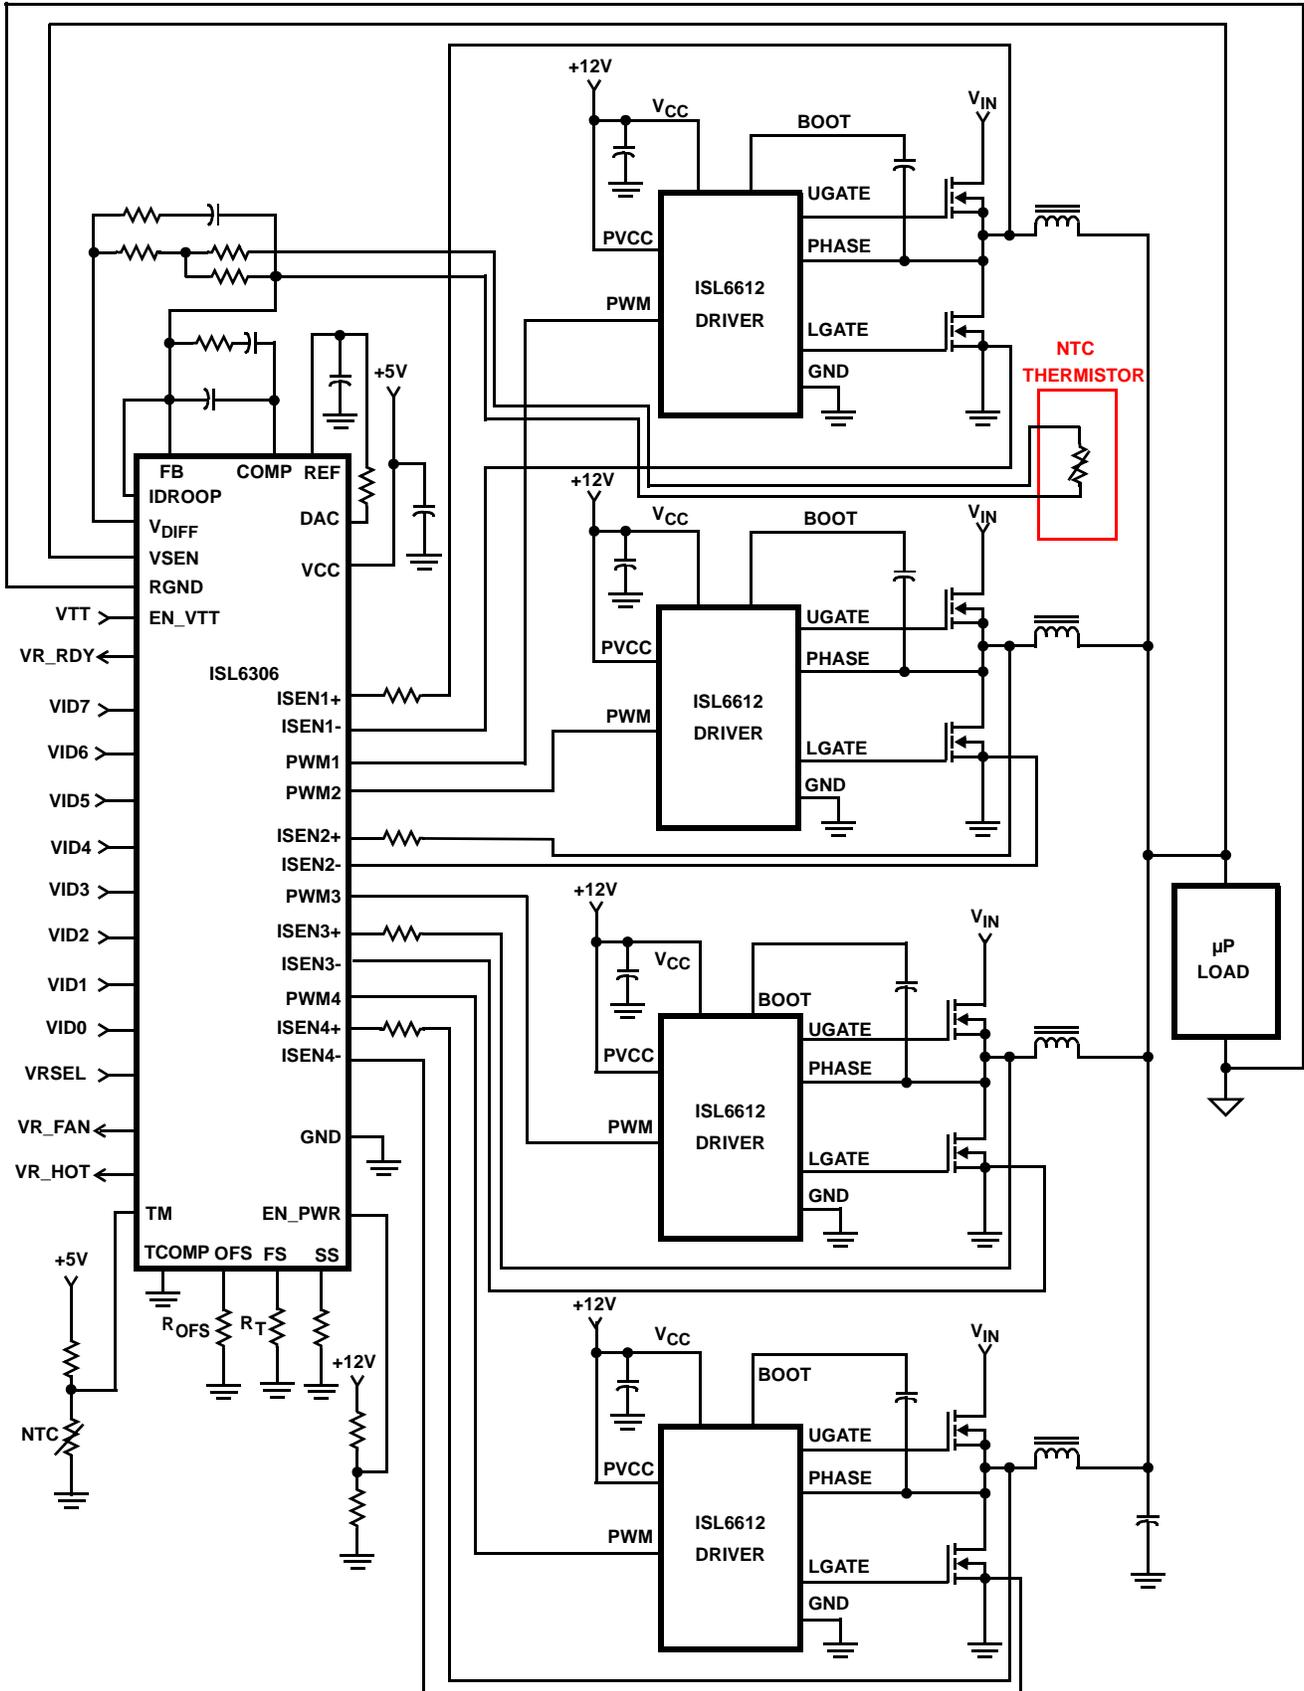 +12V
VCC
BOOT
VIN
UGATE
PVCC
PHASE
ISL6612
DRIVER
PWM
LGATE
GND
NTC
THERMISTOR
+5V
FB
COMP
REF
IDROOP
VDIFF
DAC
VSEN
VCC
RGND
VTT
EN_VTT
VR_RDY
ISL6306
VID7
ISEN1+
ISEN1-
VID6
PWM1
VID5
PWM2
VID4
ISEN2+
ISEN2-
VID3
PWM3
VID2
ISEN3+
ISEN3-
VID1
PWM4
VID0
ISEN4+
ISEN4-
VRSEL
VR_FAN
GND
VR_HOT
TM
EN_PWR
TCOMP
OFS
FS
SS
+5V
ROFS
RT
+12V
NTC
+12V
VCC
BOOT
VIN
UGATE
PVCC
PHASE
ISL6612
DRIVER
PWM
LGATE
GND
+12V
VCC
BOOT
VIN
UGATE
PVCC
PHASE
ISL6612
DRIVER
PWM
LGATE
GND
µP
LOAD
+12V
VCC
BOOT
VIN
UGATE
PVCC
PHASE
ISL6612
DRIVER
PWM
LGATE
GND